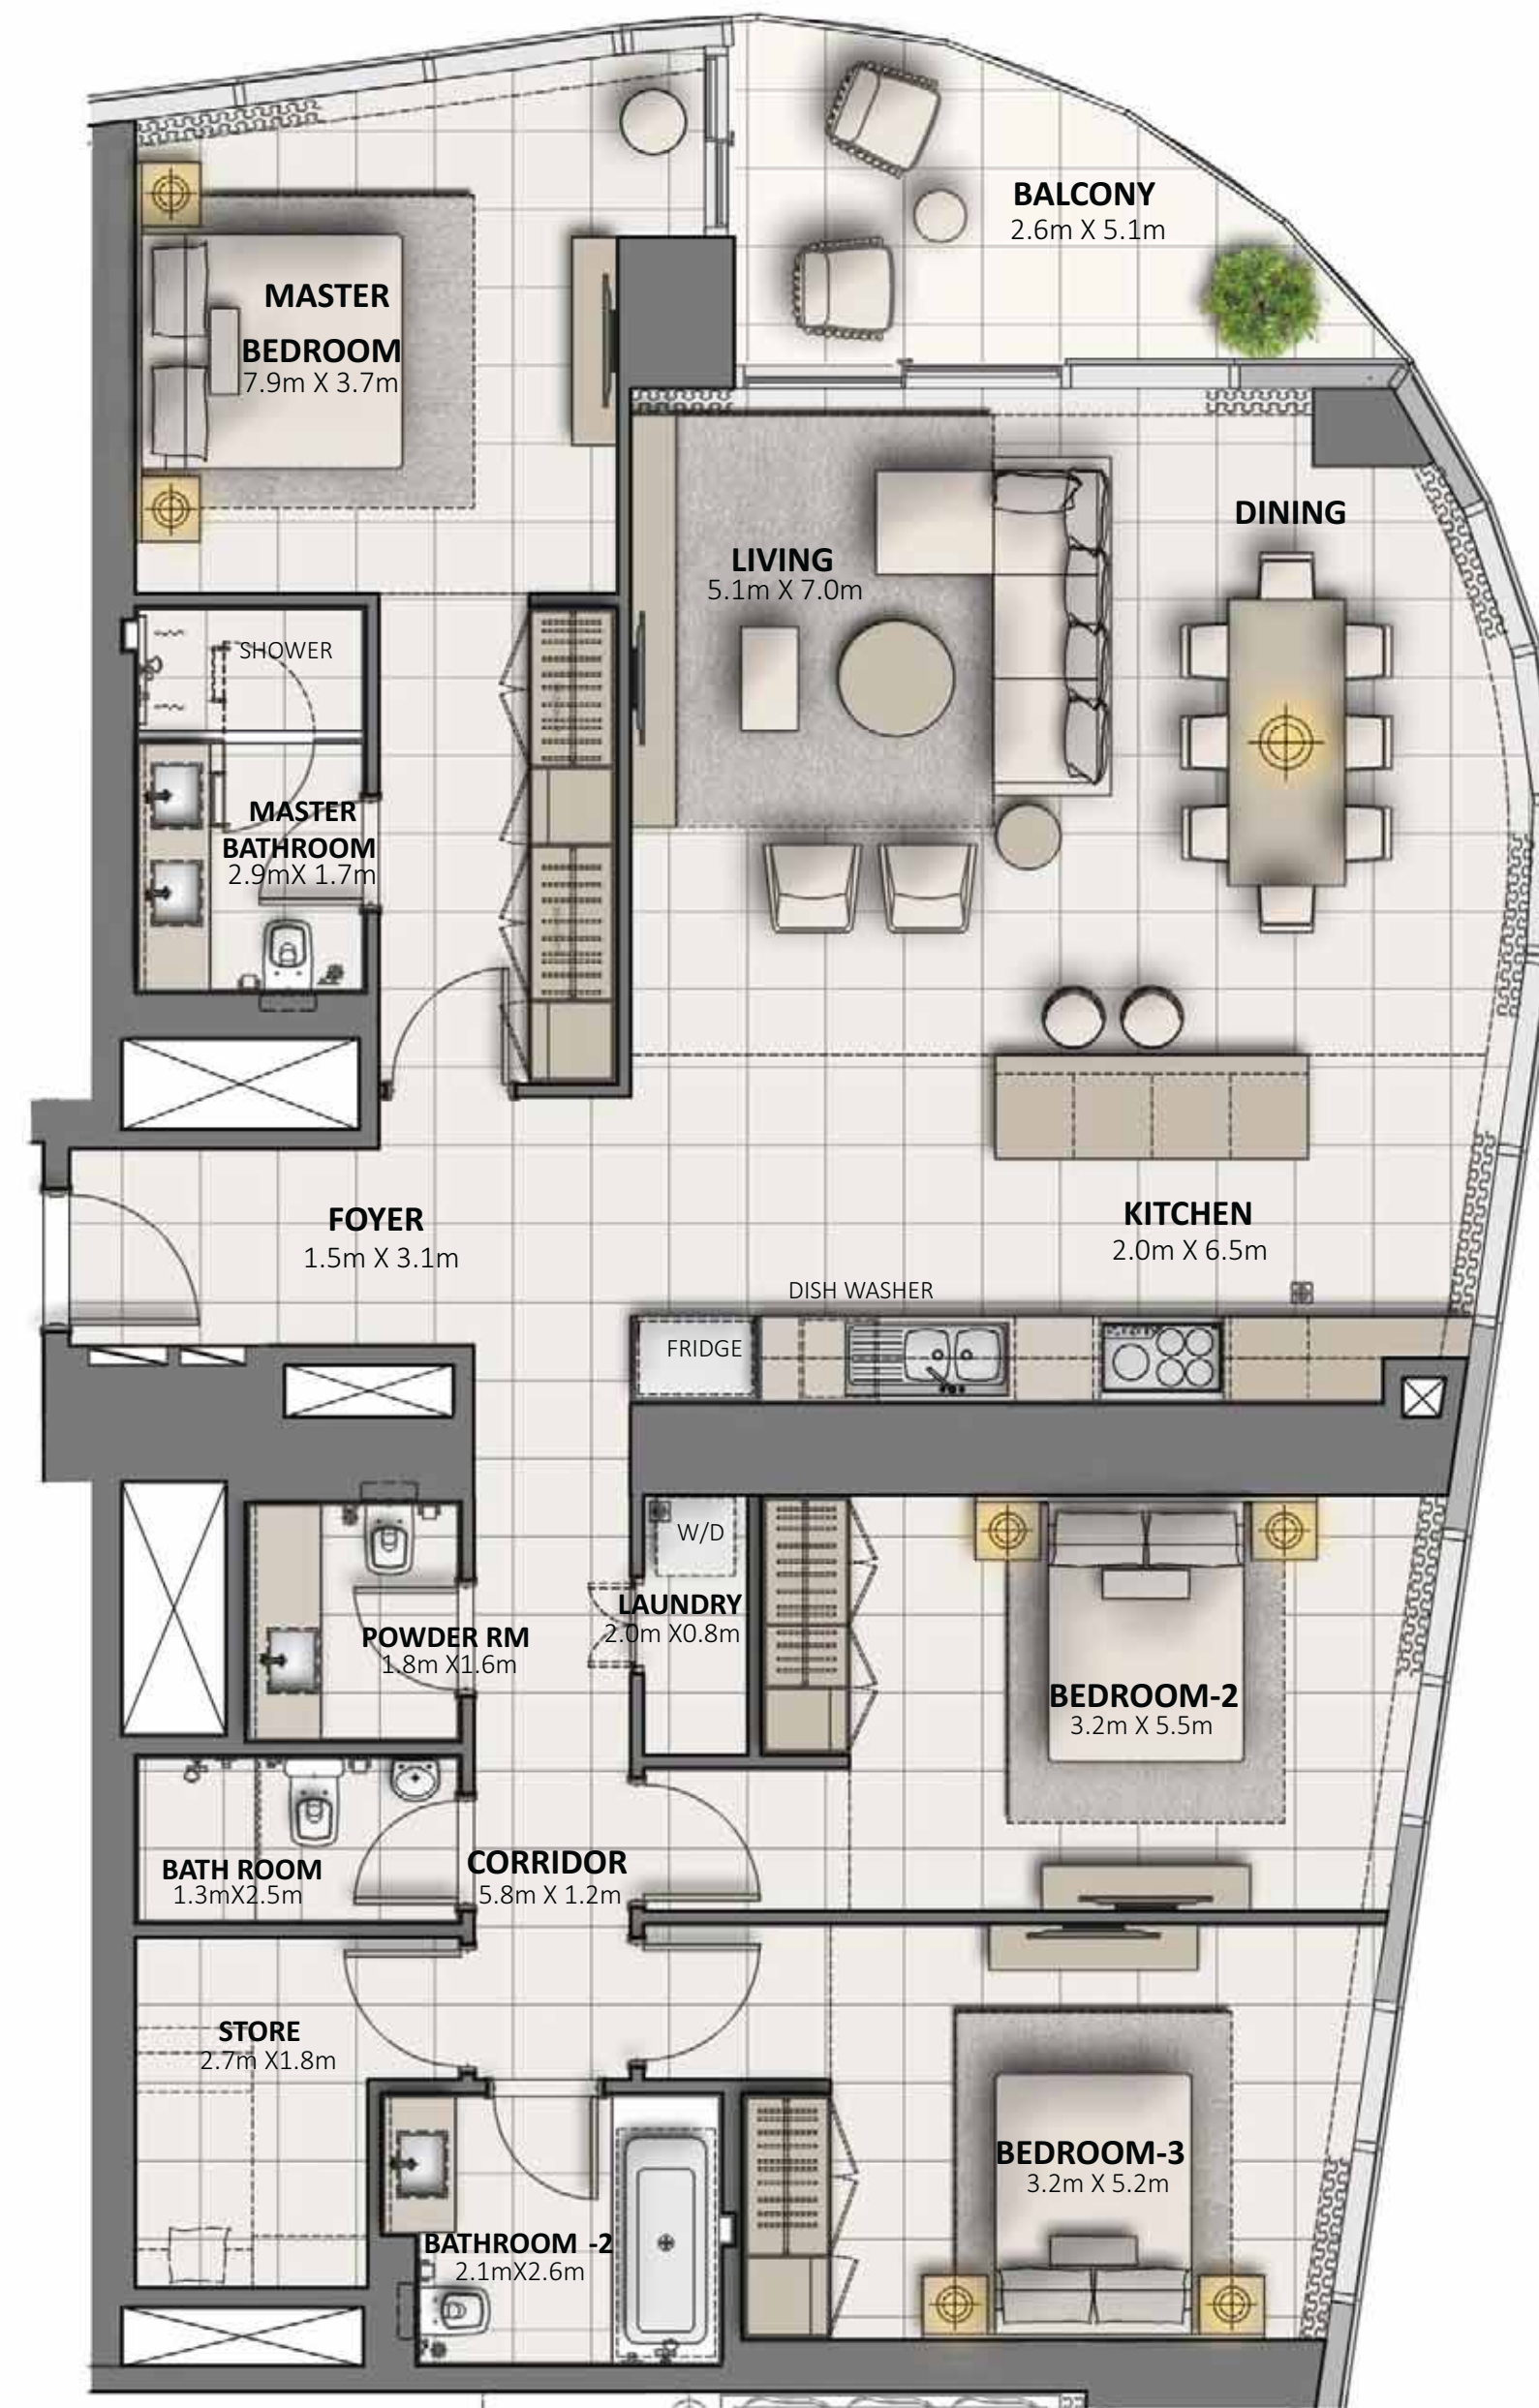 BALCONY
2.6m X 5.1m
MASTER
BEDROOM
7.9m X 3.7m
DINING
LIVING
5.1m X 7.0m
SHOWER
MASTER
BATHROOM
2.9mX 1.7m
FOYER
1.5m X 3.1m
KITCHEN
2.0m X 6.5m
DISH WASHER
FRIDGE
W/D
LAUNDRY
2.0m X0.8m
POWDER RM
1.8m X1.6m
BEDROOM-2
3.2m X 5.5m
BATH ROOM
1.3mX2.5m
CORRIDOR
5.8m X 1.2m
STORE
2.7m X1.8m
BEDROOM-3
3.2m X 5.2m
BATHROOM -2
2.1mX2.6m